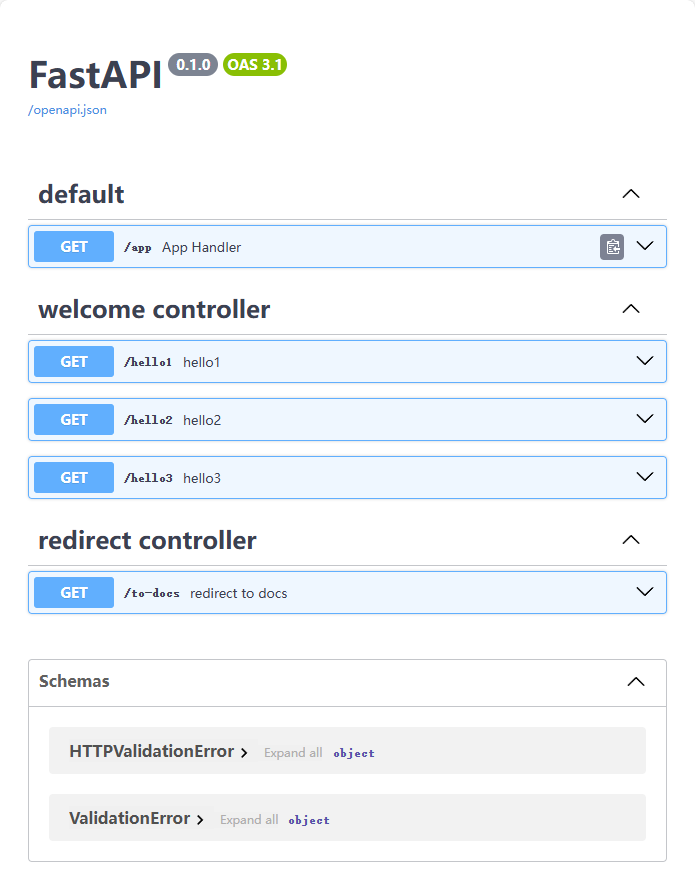 FastAPI 0.1.0 OAS 3.1
/openapi.json
default
GET /app App Handler
welcome controller
GET /hello1 hello1
GET /hello2 hello2
GET /hello3 hello3
redirect controller
GET /to-docs redirect to docs
Schemas
HTTPValidationError Expand all object
ValidationError Expand all object